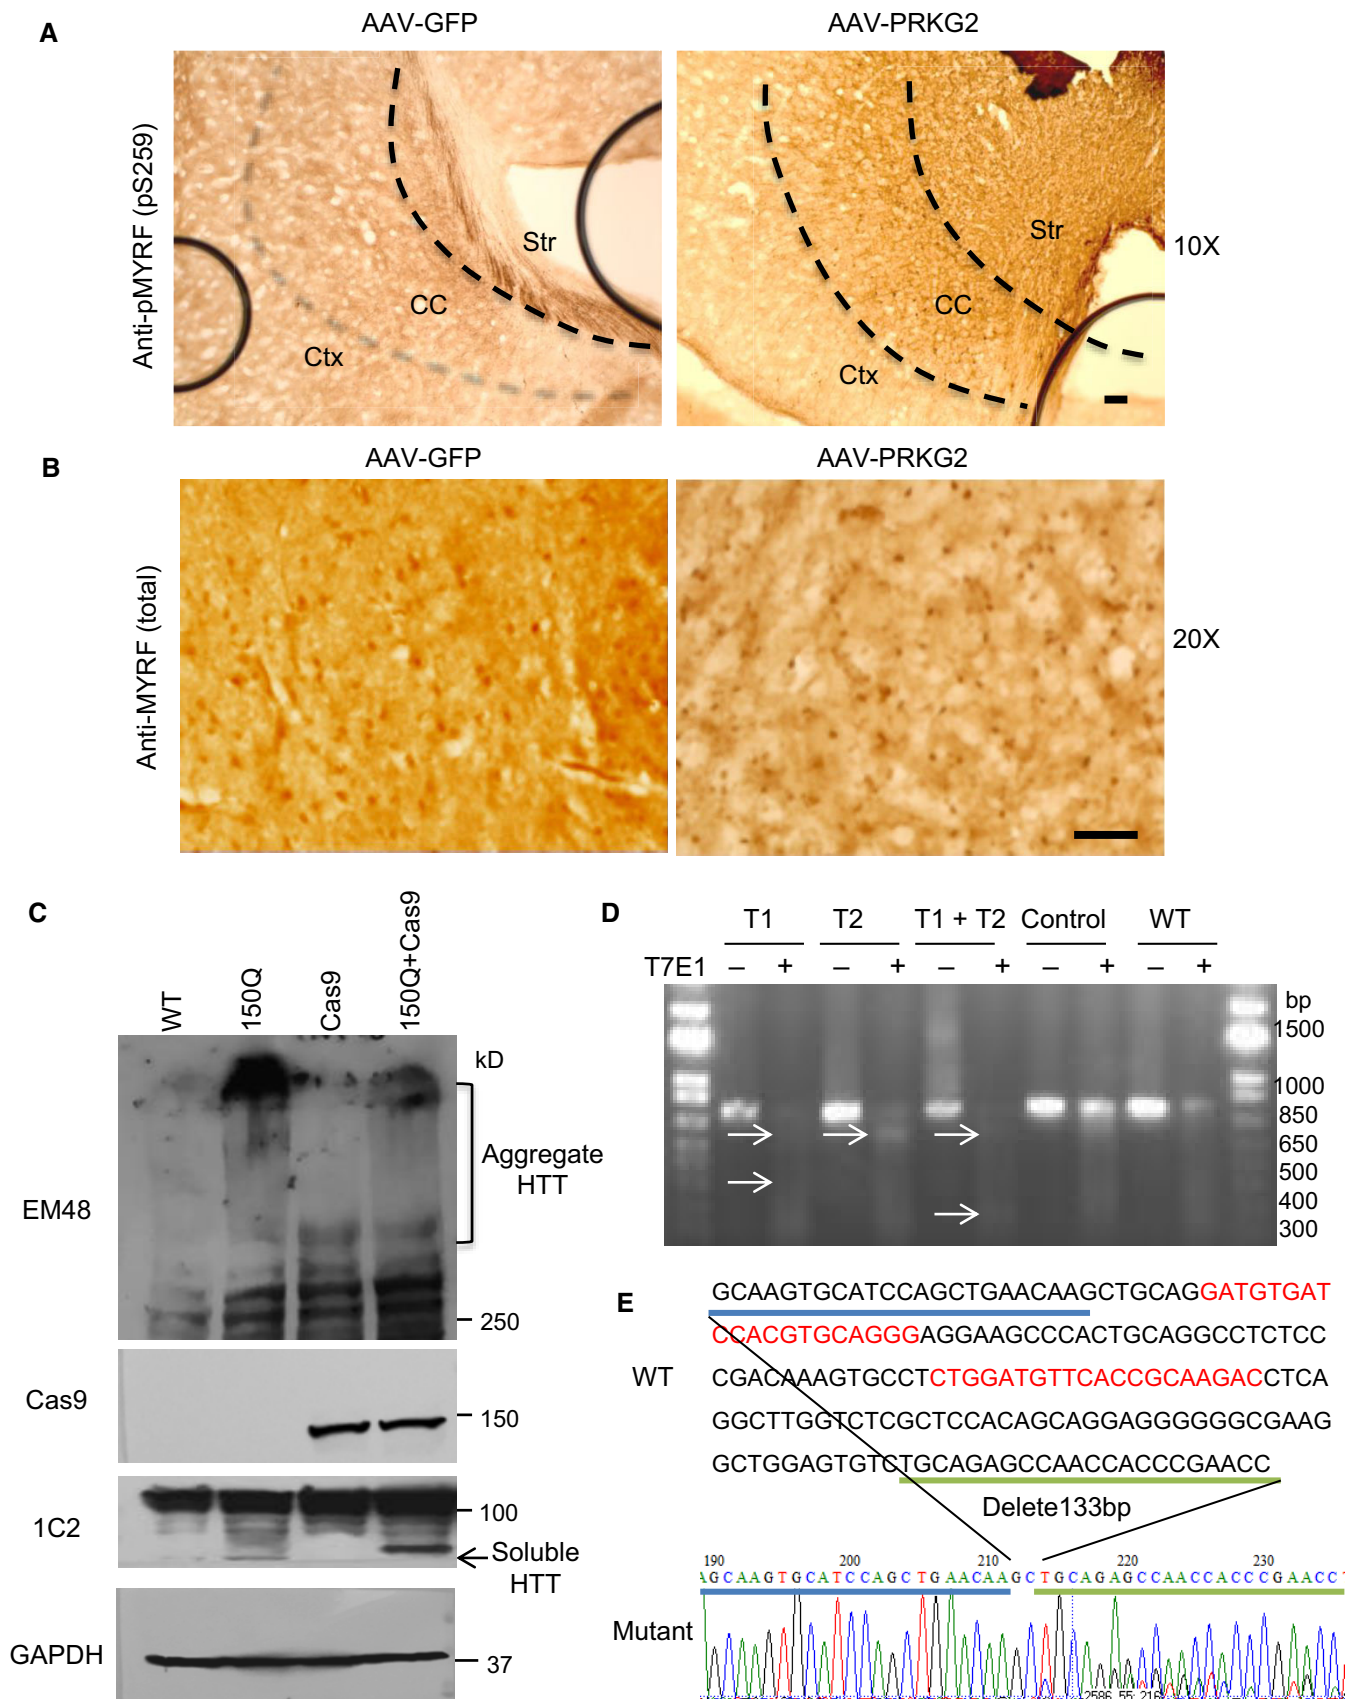 A
AAV-GFP
AAV-PRKG2
Anti-pMYRF (pS259)
Str
CC
Ctx
Str
CC
Ctx
10X
B
AAV-GFP
AAV-PRKG2
Anti-MYRF (total)
20X
C
WT
150Q
Cas9
150Q+Cas9
kD
EM48
Aggregate
HTT
250
Cas9
150
1C2
100
Soluble
HTT
GAPDH
37
D
T1 T2 T1 + T2 Control WT
T7E1 – + – + – + – + – +
bp
1500
1000
850
650
500
400
300
E
GCAAGTGCATCCAGCTGAACAAGCTGCAGGATGTGAT
CCACGTGCAGGGAGGAAGCCCACTGCAGGCCTCTCC
WT
CGACAAAGTGCCTCTGGATGTTCACCGCAAGACCTCA
GGCTTGGTCTCGCTCCACAGCAGGAGGGGGGCGAAG
GCTGGAGTGTCTGCAGAGCCAACCACCCGAACC
Delete133bp
190 200 210 220 230
AGCAAGTGCATCCAGCTGAACAAGCTGCAGAGCCAACCACCCGAACCT
Mutant